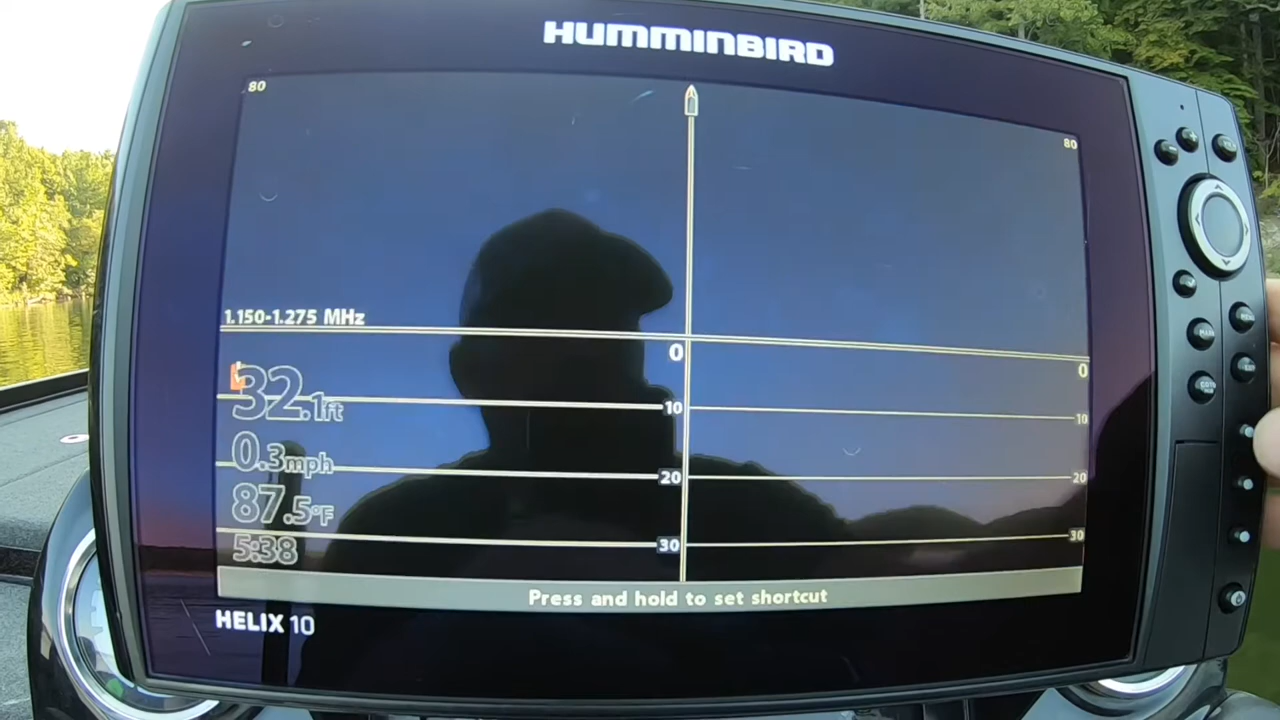 HUMMINBIRD
80
80
1.150-1.275 MHz
0
0
32.1ft
10
10
0.3mph
20
20
87.5°F
30
30
5:38
Press and hold to set shortcut
HELIX 10